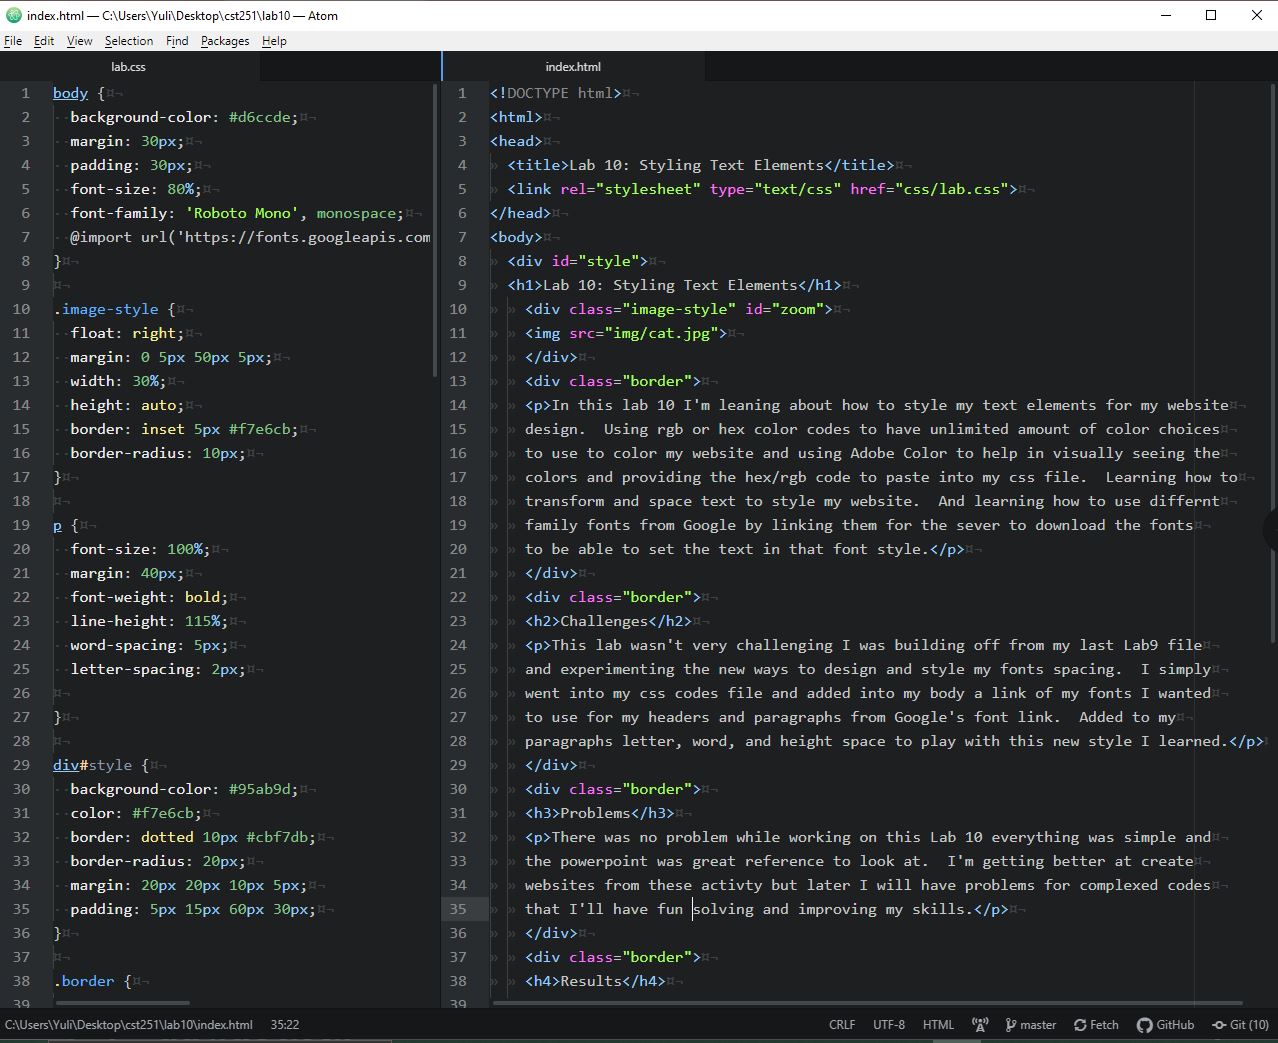 index.html — C:\Users\Yuli\Desktop\cst251\lab10 — Atom
File Edit View Selection Find Packages Help
lab.css
1 body {
2 background-color: #d6ccde;
3 margin: 30px;
4 padding: 30px;
5 font-size: 80%;
6 font-family: 'Roboto Mono', monospace;
7 @import url('https://fonts.googleapis.com
8 }
9
10 .image-style {
11 float: right;
12 margin: 0 5px 50px 5px;
13 width: 30%;
14 height: auto;
15 border: inset 5px #f7e6cb;
16 border-radius: 10px;
17 }
18
19 p {
20 font-size: 100%;
21 margin: 40px;
22 font-weight: bold;
23 line-height: 115%;
24 word-spacing: 5px;
25 letter-spacing: 2px;
26
27 }
28
29 div#style {
30 background-color: #95ab9d;
31 color: #f7e6cb;
32 border: dotted 10px #cbf7db;
33 border-radius: 20px;
34 margin: 20px 20px 10px 5px;
35 padding: 5px 15px 60px 30px;
36 }
37
38 .border {
39
index.html
1 <!DOCTYPE html>
2 <html>
3 <head>
4 <title>Lab 10: Styling Text Elements</title>
5 <link rel="stylesheet" type="text/css" href="css/lab.css">
6 </head>
7 <body>
8 <div id="style">
9 <h1>Lab 10: Styling Text Elements</h1>
10 <div class="image-style" id="zoom">
11 <img src="img/cat.jpg">
12 </div>
13 <div class="border">
14 <p>In this lab 10 I'm leaning about how to style my text elements for my website
15 design.  Using rgb or hex color codes to have unlimited amount of color choices
16 to use to color my website and using Adobe Color to help in visually seeing the
17 colors and providing the hex/rgb code to paste into my css file.  Learning how to
18 transform and space text to style my website.  And learning how to use differnt
19 family fonts from Google by linking them for the sever to download the fonts
20 to be able to set the text in that font style.</p>
21 </div>
22 <div class="border">
23 <h2>Challenges</h2>
24 <p>This lab wasn't very challenging I was building off from my last Lab9 file
25 and experimenting the new ways to design and style my fonts spacing.  I simply
26 went into my css codes file and added into my body a link of my fonts I wanted
27 to use for my headers and paragraphs from Google's font link.  Added to my
28 paragraphs letter, word, and height space to play with this new style I learned.</p>
29 </div>
30 <div class="border">
31 <h3>Problems</h3>
32 <p>There was no problem while working on this Lab 10 everything was simple and
33 the powerpoint was great reference to look at.  I'm getting better at create
34 websites from these activty but later I will have problems for complexed codes
35 that I'll have fun solving and improving my skills.</p>
36 </div>
37 <div class="border">
38 <h4>Results</h4>
39
C:\Users\Yuli\Desktop\cst251\lab10\index.html 35:22 CRLF UTF-8 HTML master Fetch GitHub Git (10)